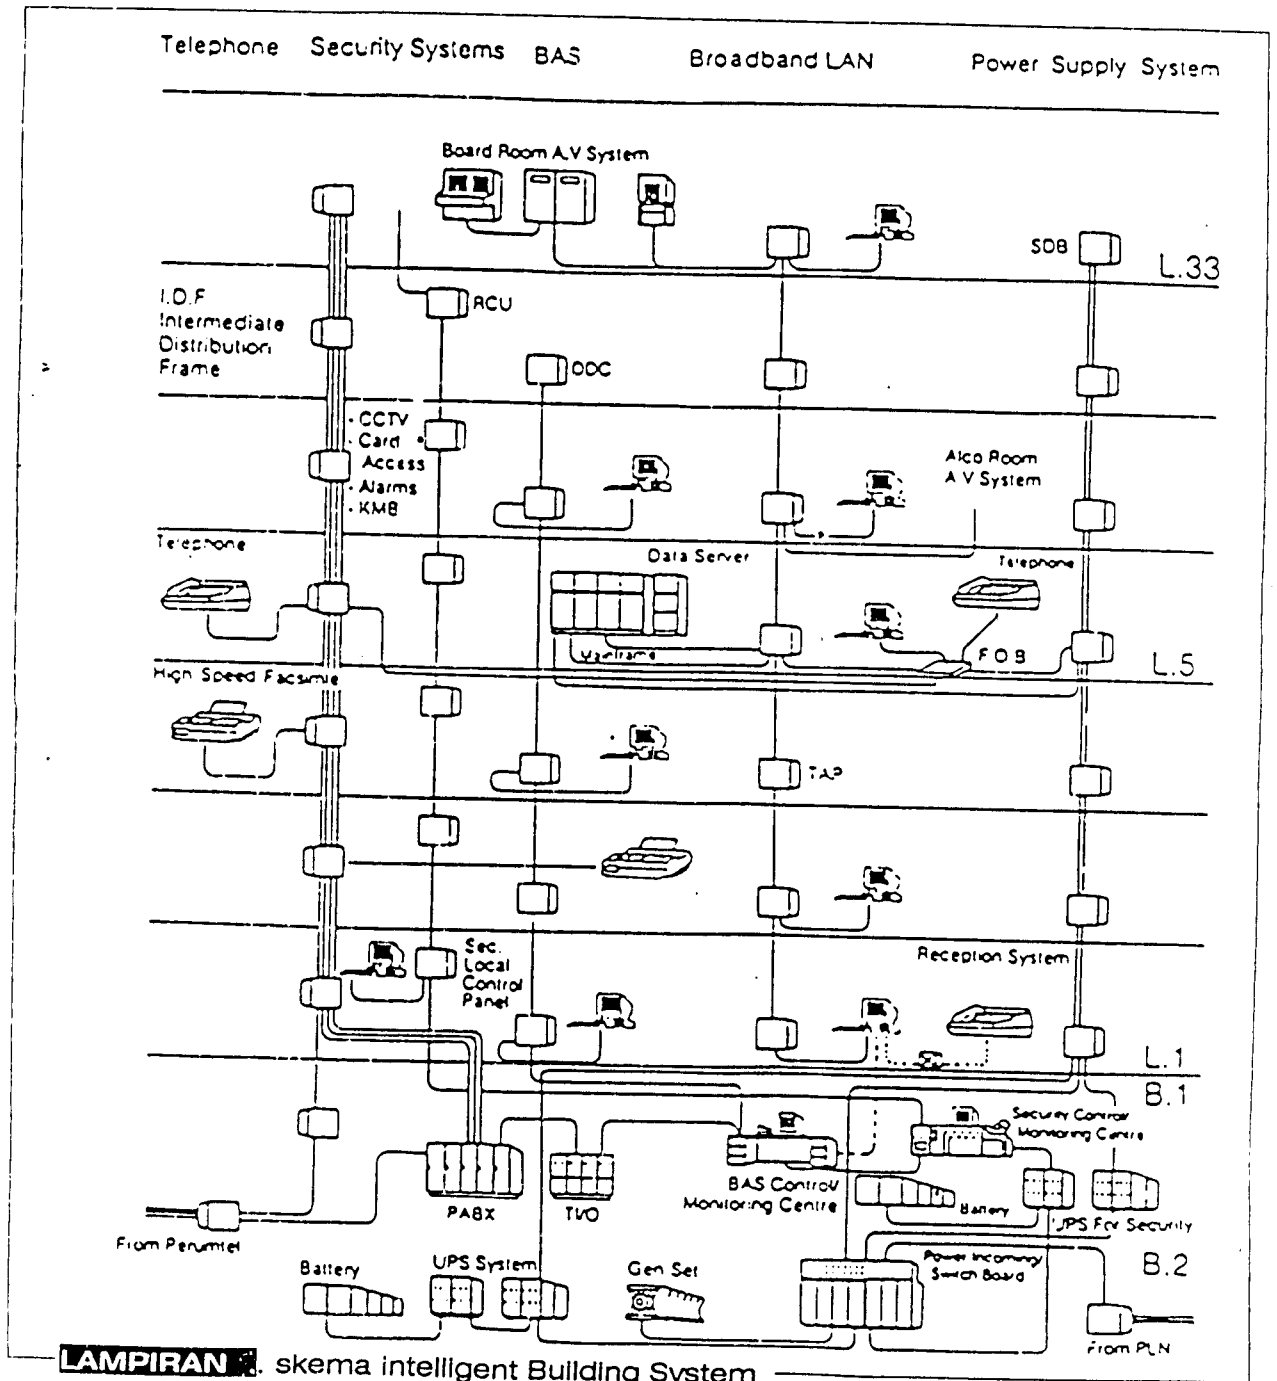 Telephone
Security Systems
BAS
Broadband LAN
Power Supply System
Board Room A.V System
SDB
L.33
I.D.F
Intermediate
Distribution
Frame
RCU
DDC
· CCTV
· Card
Access
· Alarms
· KMB
Alco Room
A V System
Telephone
Data Server
Telephone
Mainframe
F.O.B
L.5
High Speed Facsimile
TAP
Sec.
Local
Control
Panel
Reception System
L.1
B.1
Security Control/
Monitoring Centre
PABX
TI/O
BAS Control/
Monitoring Centre
Battery
UPS For Security
From Perumtel
Battery
UPS System
Gen Set
Power Incoming
Switch Board
B.2
From PLN
LAMPIRAN
. skema intelligent Building System